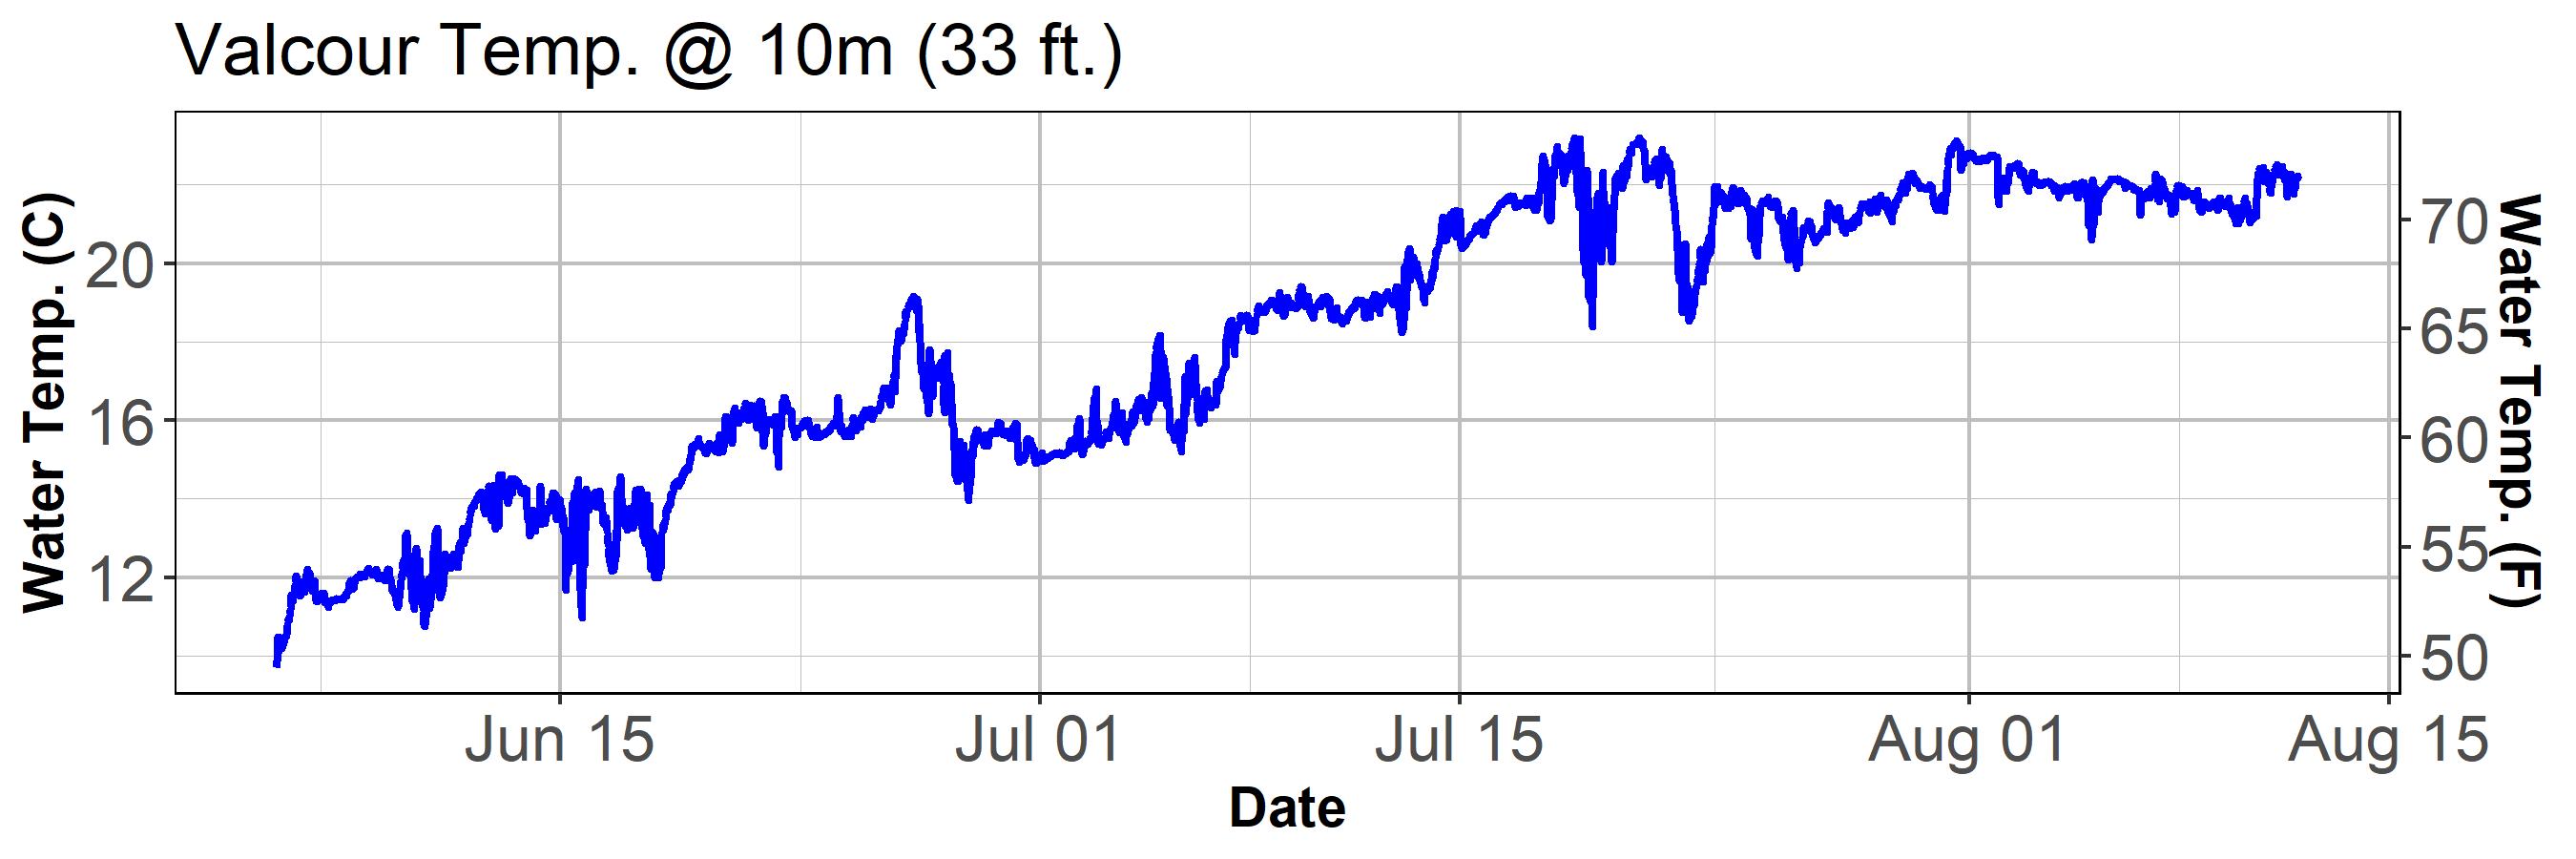 Valcour Temp. @ 10m (33 ft.)
Water Temp. (C)
20
16
12
70
65
60
55
50
Water Temp. (F)
Jun 15
Jul 01
Jul 15
Aug 01
Aug 15
Date